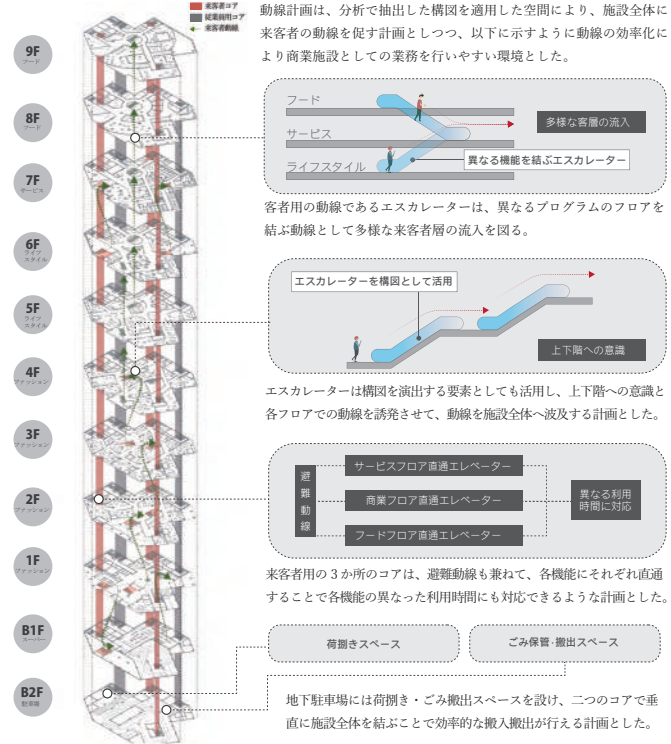 来客者コア
従業員用コア
来客者動線
動線計画は、分析で抽出した構図を適用した空間により、施設全体に
来客者の動線を促す計画としつつ、以下に示すように動線の効率化に
より商業施設としての業務を行いやすい環境とした。
9F
フード
8F
フード
7F
サービス
6F
ライフ
スタイル
5F
ライフ
スタイル
4F
ファッション
3F
ファッション
2F
ファッション
1F
ファッション
B1F
スーパー
B2F
駐車場
フード
サービス
ライフスタイル
多様な客層の流入
異なる機能を結ぶエスカレーター
客者用の動線であるエスカレーターは、異なるプログラムのフロアを
結ぶ動線として多様な来客者層の流入を図る。
エスカレーターを構図として活用
上下階への意識
エスカレーターは構図を演出する要素としても活用し、上下階への意識と
各フロアでの動線を誘発させて、動線を施設全体へ波及する計画とした。
避難動線
サービスフロア直通エレベーター
商業フロア直通エレベーター
フードフロア直通エレベーター
異なる利用
時間に対応
来客者用の3か所のコアは、避難動線も兼ねて、各機能にそれぞれ直通
することで各機能の異なった利用時間にも対応できるような計画とした。
荷捌きスペース
ごみ保管·搬出スペース
地下駐車場には荷捌き・ごみ搬出スペースを設け、二つのコアで垂
直に施設全体を結ぶことで効率的な搬入搬出が行える計画とした。